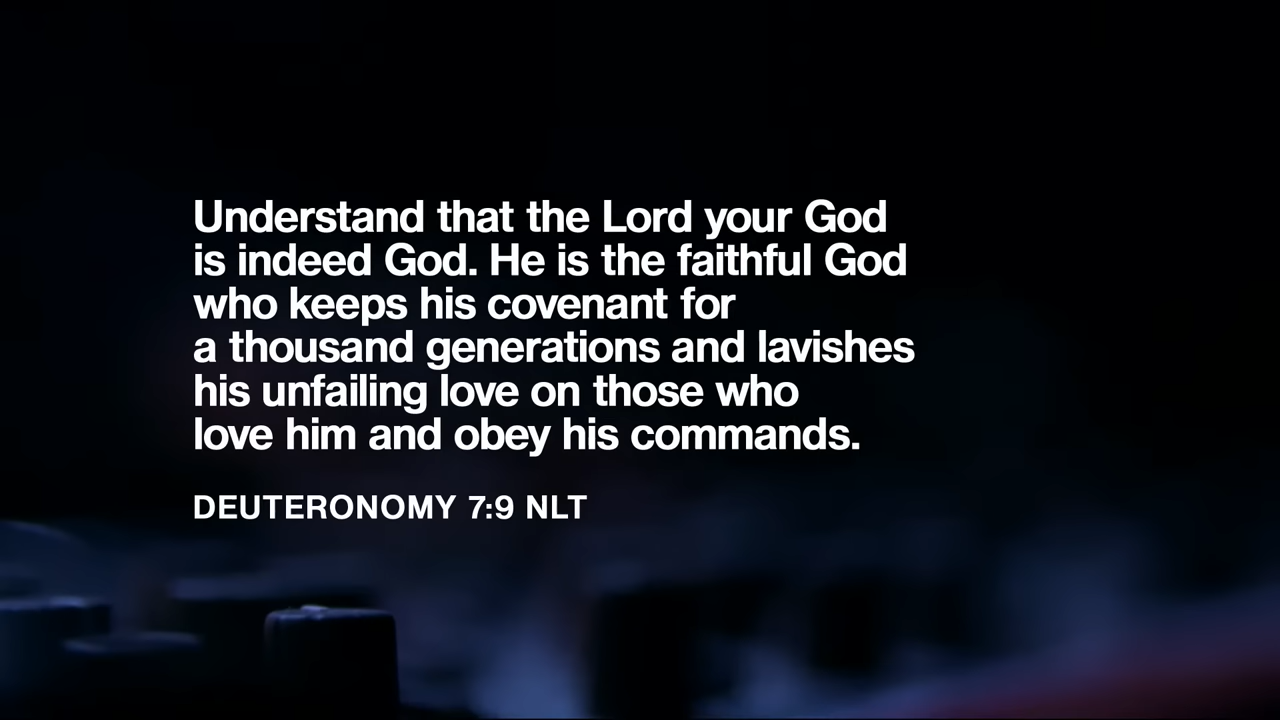 Understand that the Lord your God
is indeed God. He is the faithful God
who keeps his covenant for
a thousand generations and lavishes
his unfailing love on those who
love him and obey his commands.
DEUTERONOMY 7:9 NLT